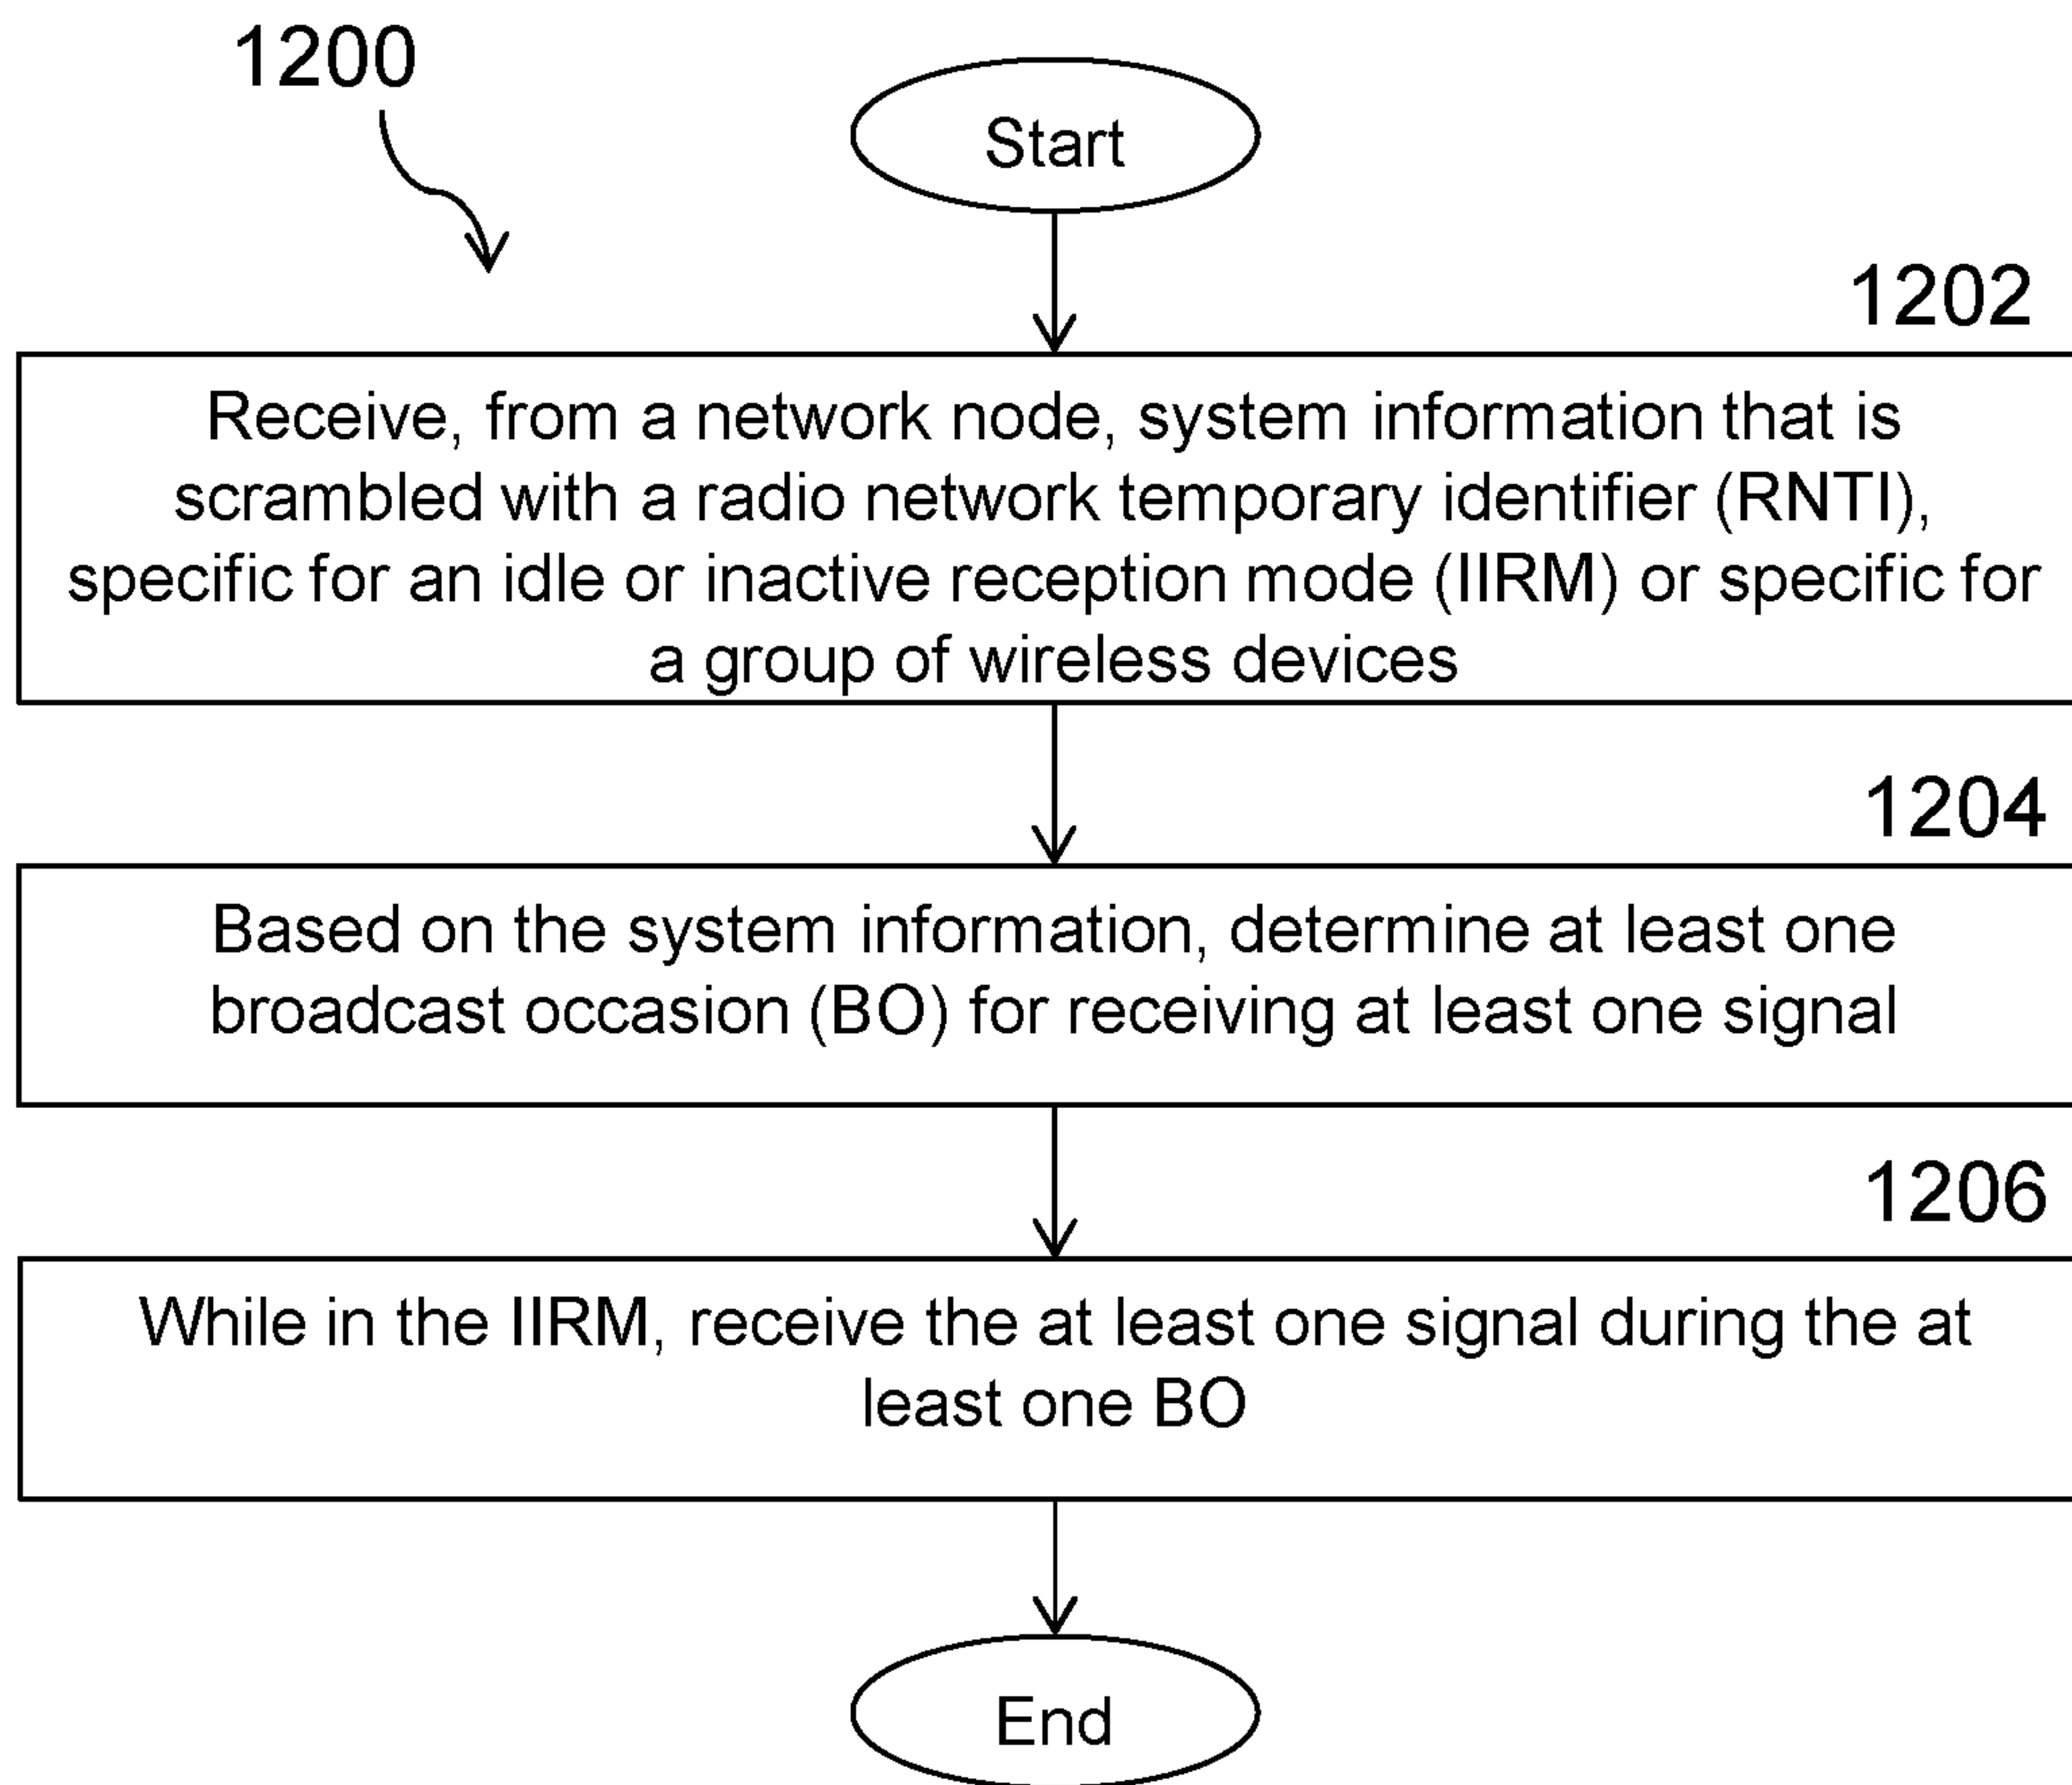 1200
Start
1202
Receive, from a network node, system information that is
scrambled with a radio network temporary identifier (RNTI),
specific for an idle or inactive reception mode (IIRM) or specific for
a group of wireless devices
1204
Based on the system information, determine at least one
broadcast occasion (BO) for receiving at least one signal
1206
While in the IIRM, receive the at least one signal during the at
least one BO
End